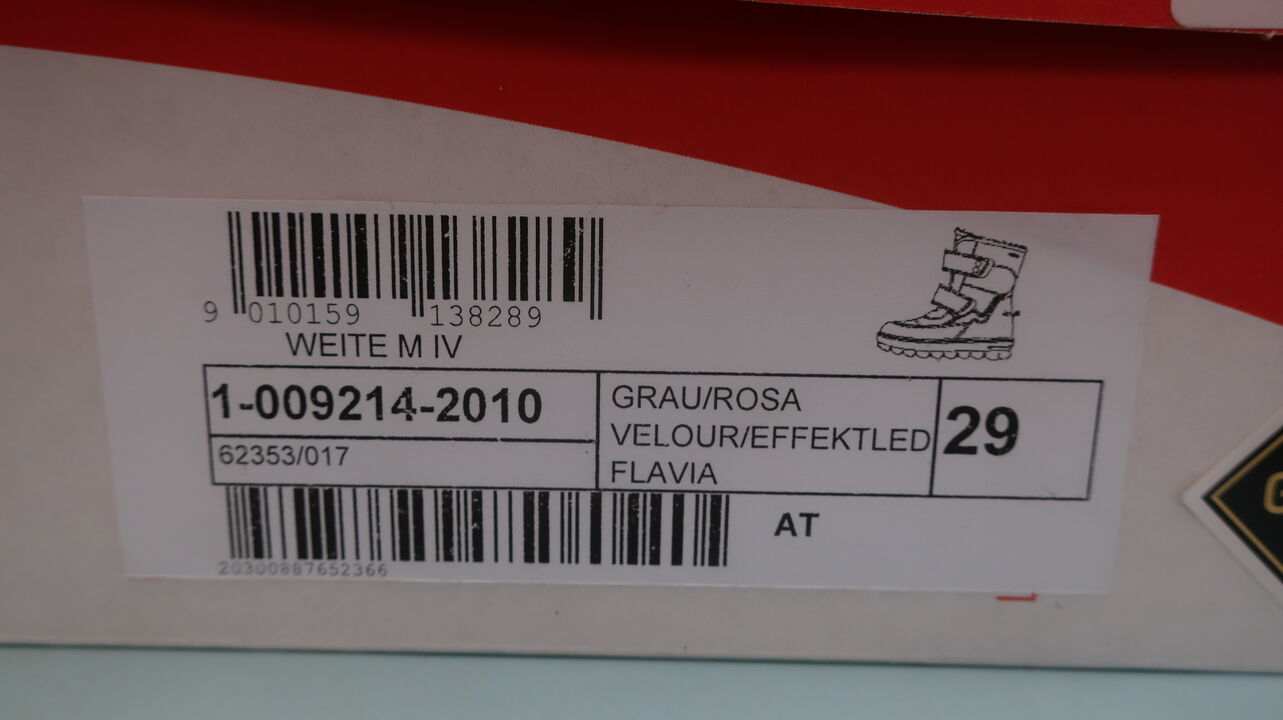 9 010159 138289
WEITE M IV
1-009214-2010
62353/017
GRAU/ROSA
VELOUR/EFFEKTLED
FLAVIA
29
AT
20300887652366